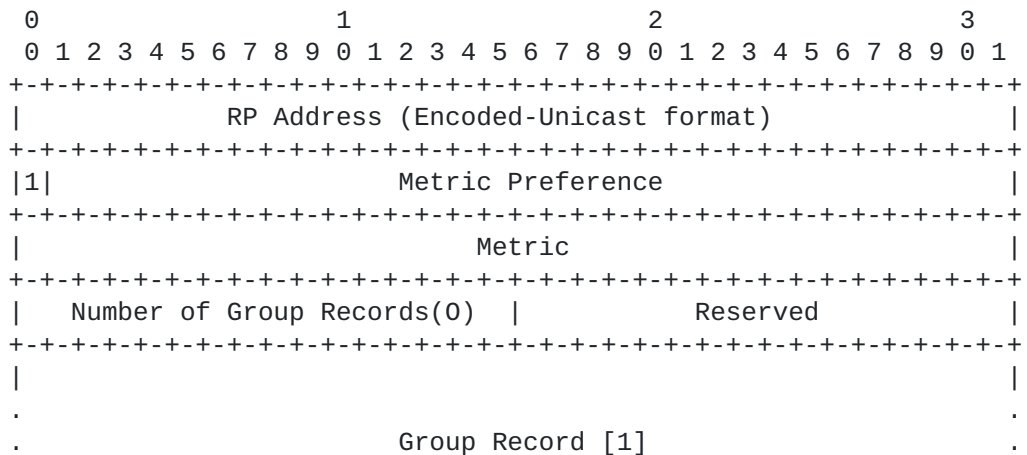 0                   1                   2                   3
 0 1 2 3 4 5 6 7 8 9 0 1 2 3 4 5 6 7 8 9 0 1 2 3 4 5 6 7 8 9 0 1
+-+-+-+-+-+-+-+-+-+-+-+-+-+-+-+-+-+-+-+-+-+-+-+-+-+-+-+-+-+-+-+-+
|             RP Address (Encoded-Unicast format)               |
+-+-+-+-+-+-+-+-+-+-+-+-+-+-+-+-+-+-+-+-+-+-+-+-+-+-+-+-+-+-+-+-+
|1|                      Metric Preference                      |
+-+-+-+-+-+-+-+-+-+-+-+-+-+-+-+-+-+-+-+-+-+-+-+-+-+-+-+-+-+-+-+-+
|                             Metric                            |
+-+-+-+-+-+-+-+-+-+-+-+-+-+-+-+-+-+-+-+-+-+-+-+-+-+-+-+-+-+-+-+-+
|   Number of Group Records(O)  |           Reserved            |
+-+-+-+-+-+-+-+-+-+-+-+-+-+-+-+-+-+-+-+-+-+-+-+-+-+-+-+-+-+-+-+-+
|                                                               |
.                                                               .
.                        Group Record [1]                       .